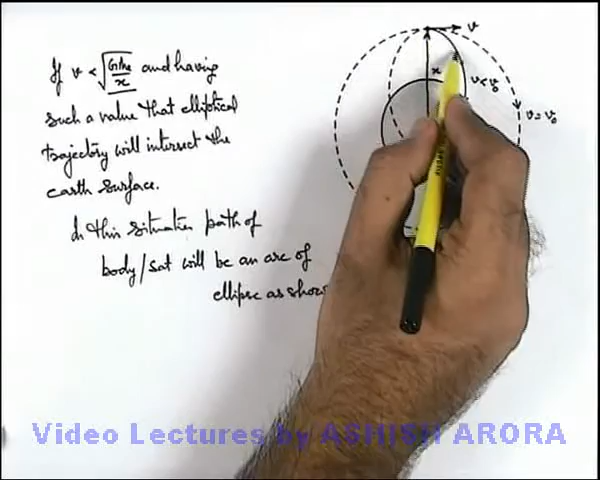 If v < √(GMe/x) and having
such a value that elliptical
trajectory will intersect the
earth surface.
In this situation path of
body/sat will be an arc of
ellipse as show
v
x
v < v₀
v = v₀
Video Lectures by ASHISH ARORA